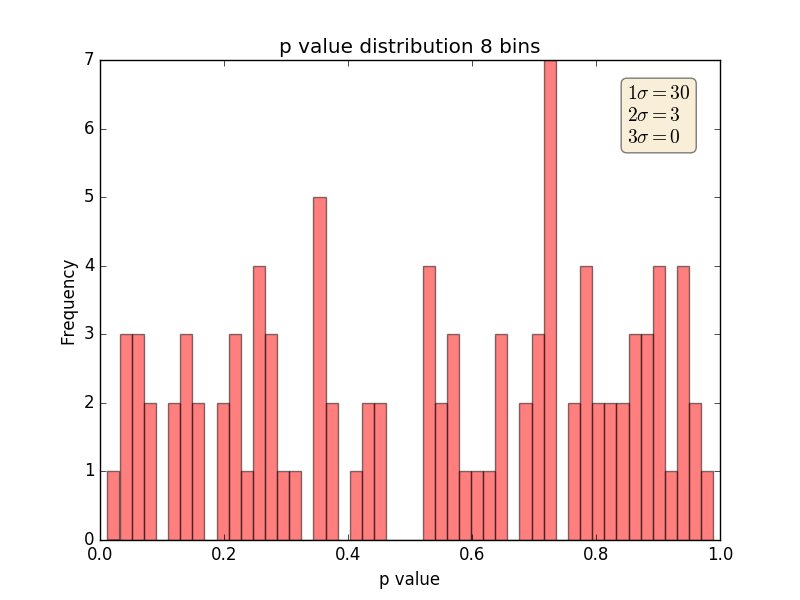 p value distribution 8 bins
7
6
5
4
3
2
1
0
Frequency
1σ = 30
2σ = 3
3σ = 0
0.0 0.2 0.4 0.6 0.8 1.0
p value